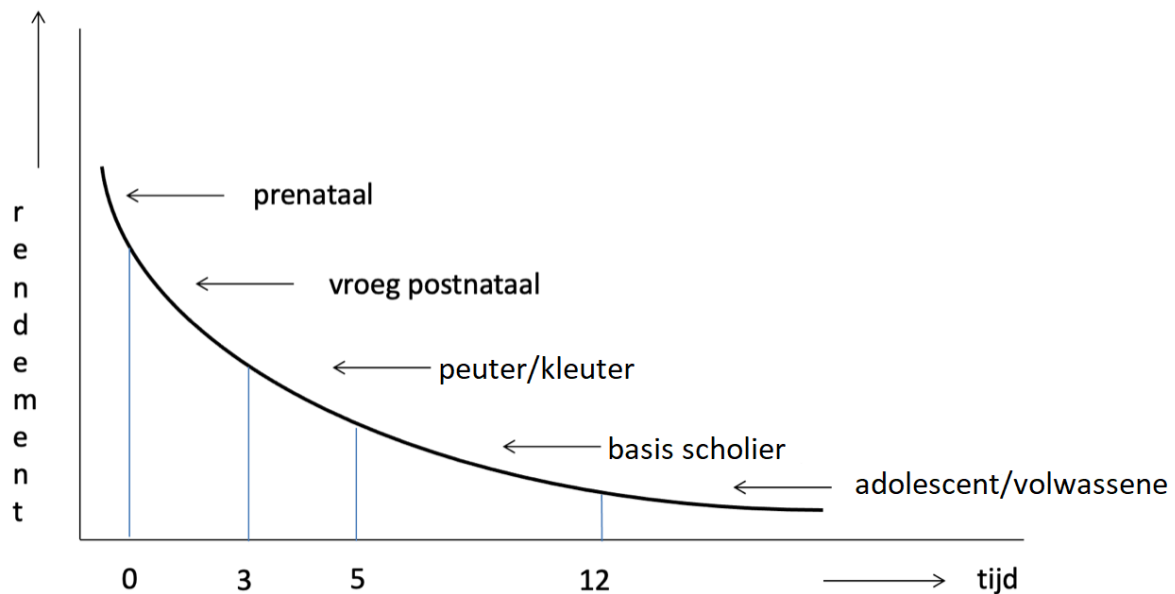 rendement
prenataal
vroeg postnataal
peuter/kleuter
basis scholier
adolescent/volwassene
0 3 5 12 tijd